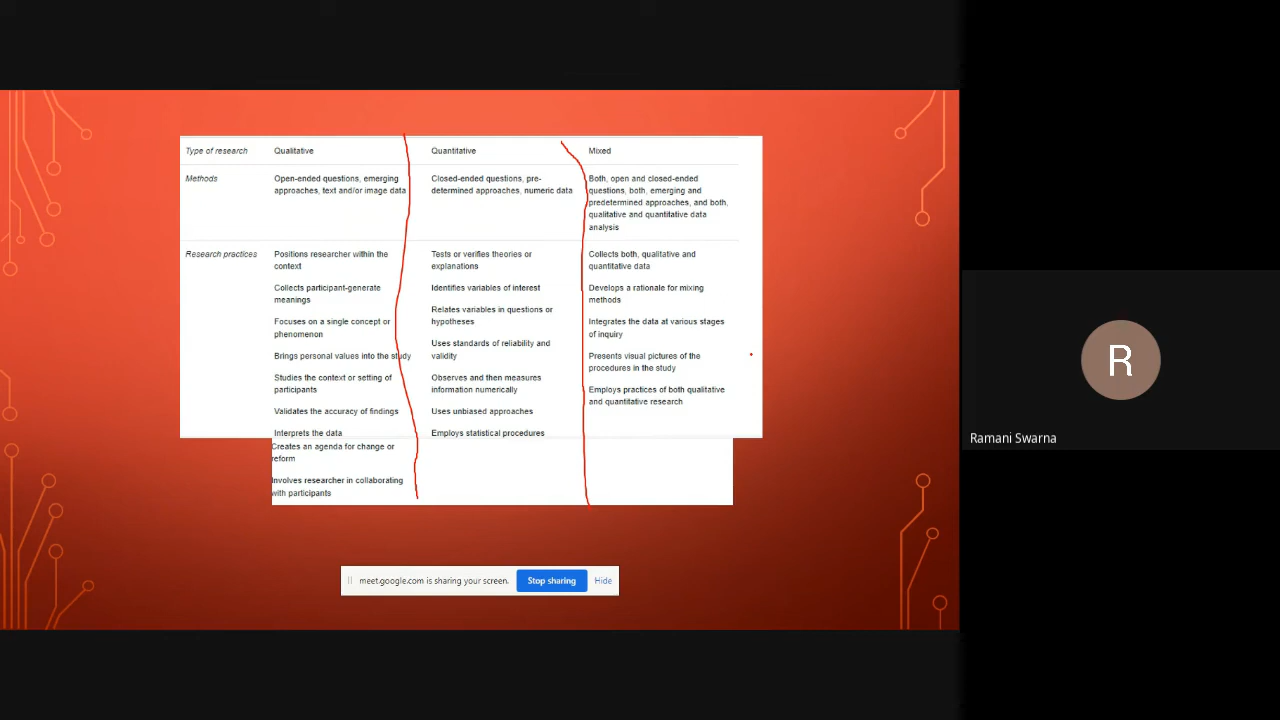 Type of research
Qualitative
Quantitative
Mixed
Methods
Open-ended questions, emerging
approaches, text and/or image data
Closed-ended questions, pre-
determined approaches, numeric data
Both, open and closed-ended
questions, both, emerging and
predetermined approaches, and both,
qualitative and quantitative data
analysis
Research practices
Positions researcher within the
context
Collects participant-generate
meanings
Focuses on a single concept or
phenomenon
Brings personal values into the study
Studies the context or setting of
participants
Validates the accuracy of findings
Interprets the data
Creates an agenda for change or
reform
Involves researcher in collaborating
with participants
Tests or verifies theories or
explanations
Identifies variables of interest
Relates variables in questions or
hypotheses
Uses standards of reliability and
validity
Observes and then measures
information numerically
Uses unbiased approaches
Employs statistical procedures
Collects both, qualitative and
quantitative data
Develops a rationale for mixing
methods
Integrates the data at various stages
of inquiry
Presents visual pictures of the
procedures in the study
Employs practices of both qualitative
and quantitative research
meet.google.com is sharing your screen.
Stop sharing
Hide
R
Ramani Swarna